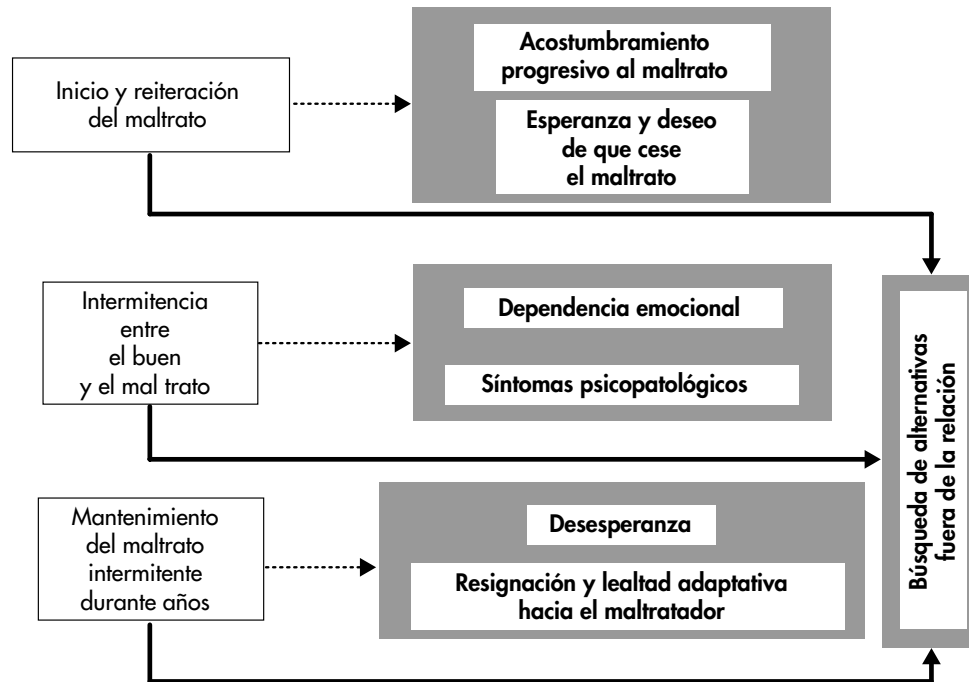 Inicio y reiteración
del maltrato
Acostumbramiento
progresivo al maltrato
Esperanza y deseo
de que cese
el maltrato
Intermitencia
entre
el buen
y el mal trato
Dependencia emocional
Síntomas psicopatológicos
Mantenimiento
del maltrato
intermitente
durante años
Desesperanza
Resignación y lealtad adaptativa
hacia el maltratador
Búsqueda de alternativas
fuera de la relación